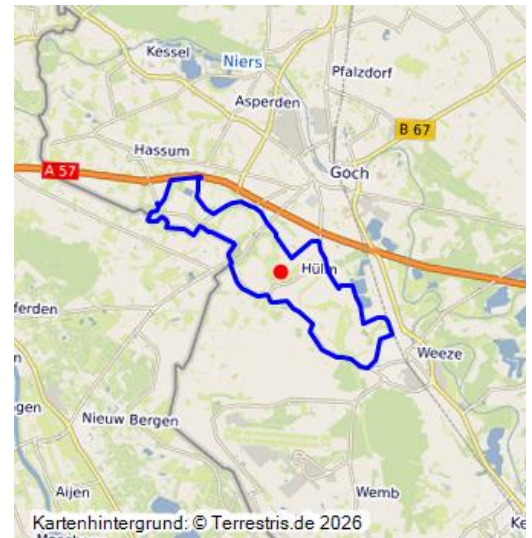 Kessel
Niers
Pfalzdorf
Asperden
B 67
Hassum
A 57
Goch
Hülm
ferden
Weeze
gen
Nieuw Bergen
Aijen
Wemb
Kartenhintergrund: © Terrestris.de 2026
Ke